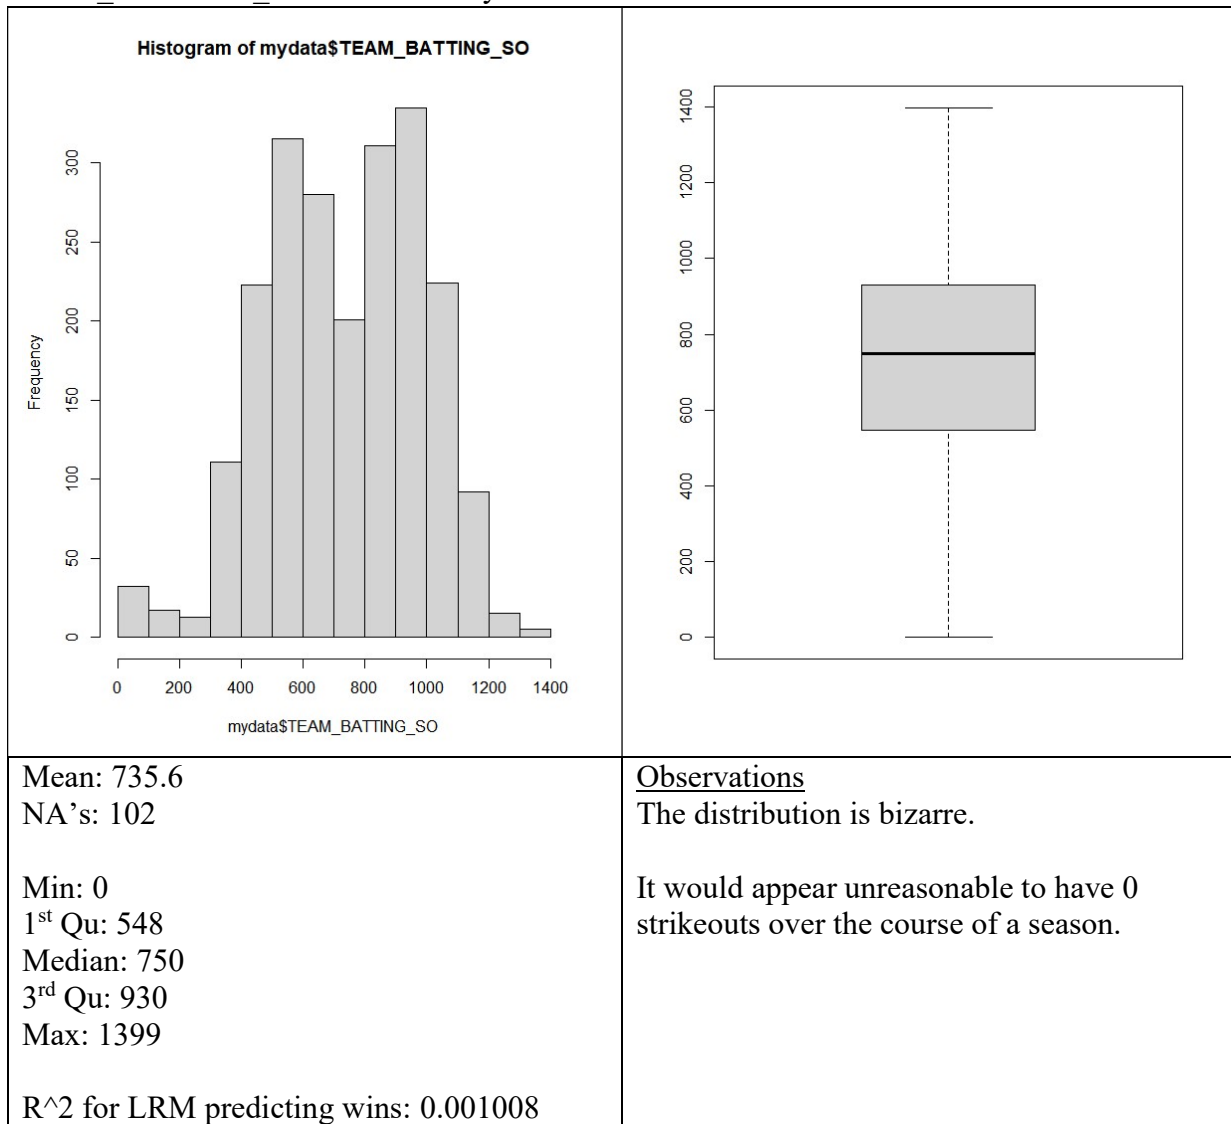 Histogram of mydata$TEAM_BATTING_SO
Frequency
0
50
100
150
200
250
300
0 200 400 600 800 1000 1200 1400
mydata$TEAM_BATTING_SO
0
200
400
600
800
1000
1200
1400
Mean: 735.6
NA’s: 102
Min: 0
1st Qu: 548
Median: 750
3rd Qu: 930
Max: 1399
R^2 for LRM predicting wins: 0.001008
Observations
The distribution is bizarre.
It would appear unreasonable to have 0
strikeouts over the course of a season.